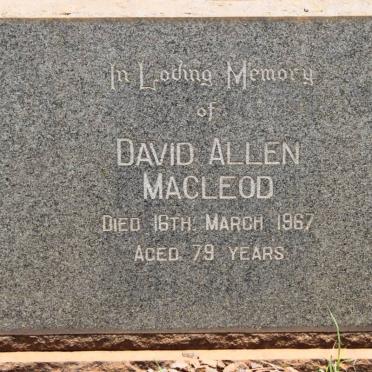 In Loving Memory
of
DAVID ALLEN
MACLEOD
DIED 16TH. MARCH 1967
AGED 79 YEARS